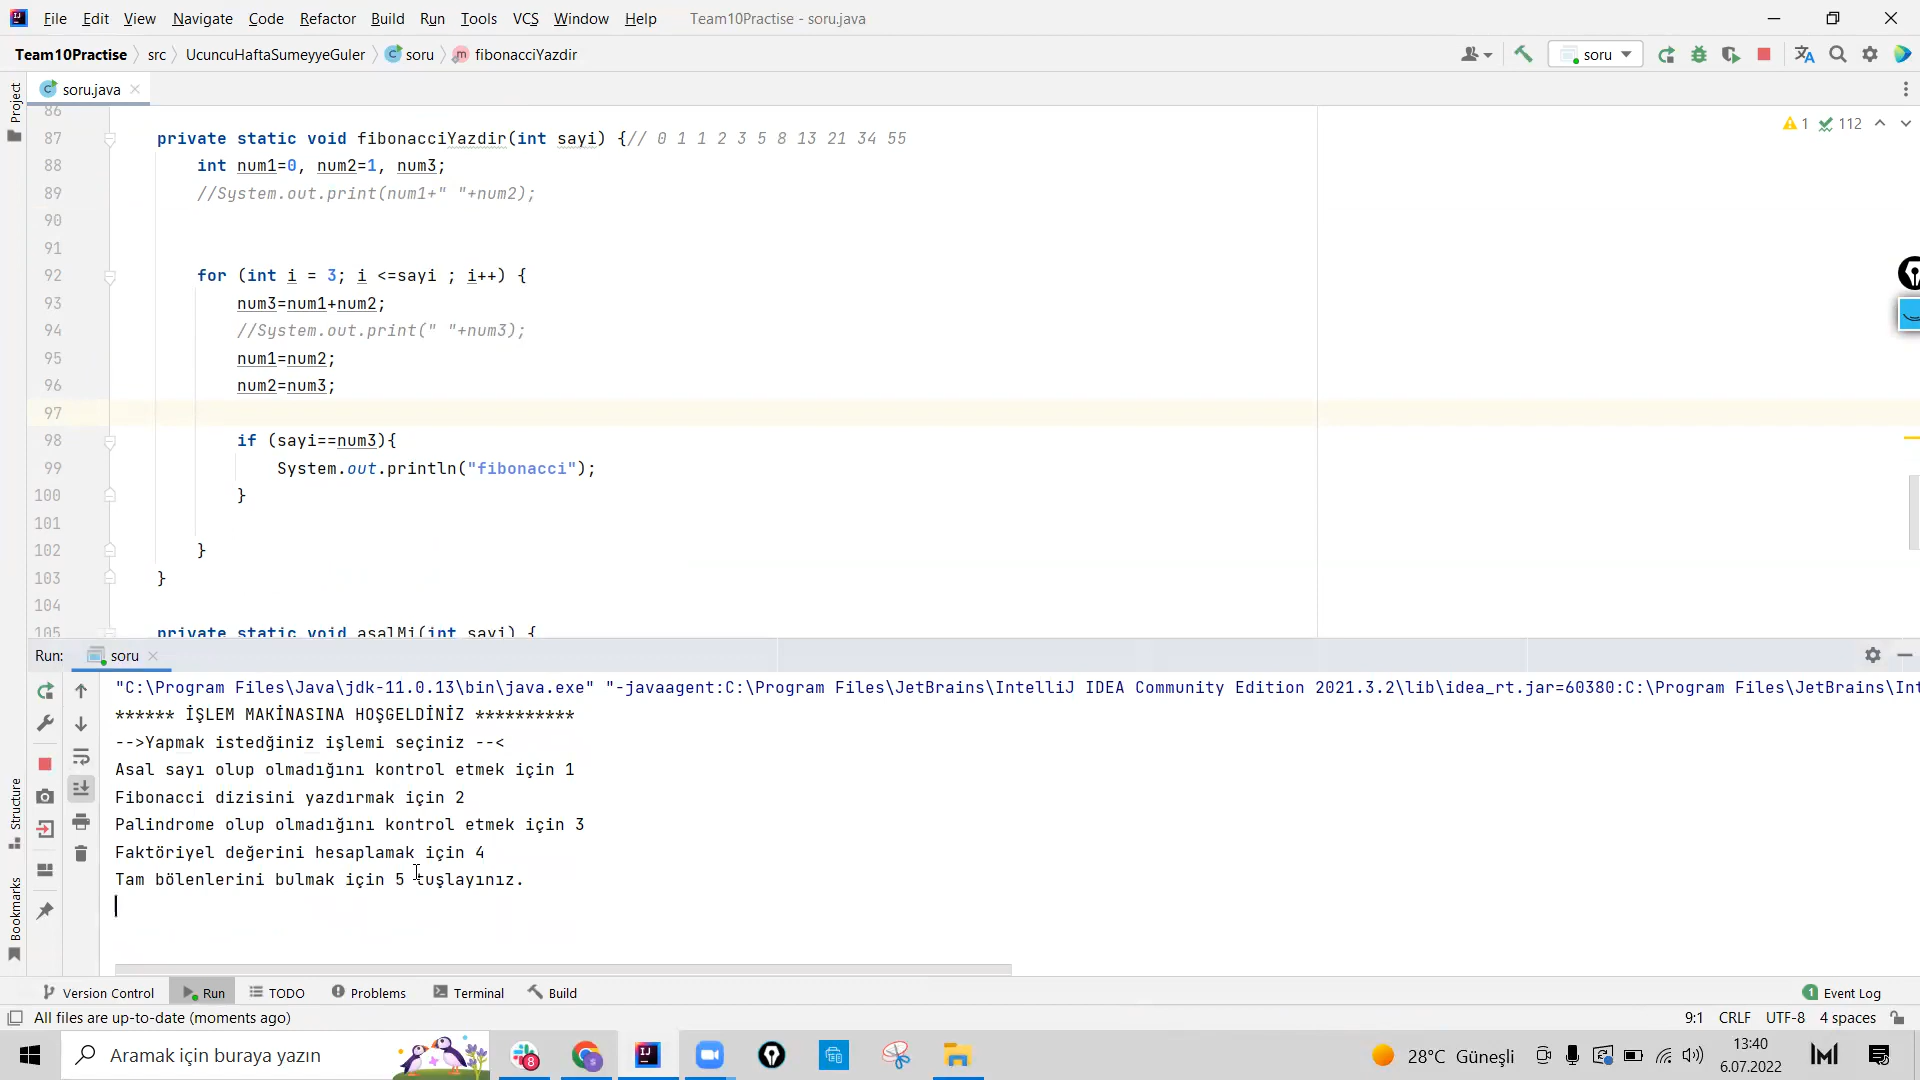 File Edit View Navigate Code Refactor Build Run Tools VCS Window Help Team10Practise - soru.java
Team10Practise src UcuncuHaftaSumeyyeGuler soru fibonacciYazdir soru
Project
soru.java
86
1 112
87 private static void fibonacciYazdir(int sayi) {// 0 1 1 2 3 5 8 13 21 34 55
88 int num1=0, num2=1, num3;
89 //System.out.print(num1+" "+num2);
90
91
92 for (int i = 3; i <=sayi ; i++) {
93 num3=num1+num2;
94 //System.out.print(" "+num3);
95 num1=num2;
96 num2=num3;
97
98 if (sayi==num3){
99 System.out.println("fibonacci");
100 }
101
102 }
103 }
104
105 private static void asalMi(int sayi) {
Run: soru
"C:\Program Files\Java\jdk-11.0.13\bin\java.exe" "-javaagent:C:\Program Files\JetBrains\IntelliJ IDEA Community Edition 2021.3.2\lib\idea_rt.jar=60380:C:\Program Files\JetBrains\Int
****** İŞLEM MAKİNASINA HOŞGELDİNİZ **********
-->Yapmak istedğiniz işlemi seçiniz --<
Asal sayı olup olmadığını kontrol etmek için 1
Fibonacci dizisini yazdırmak için 2
Palindrome olup olmadığını kontrol etmek için 3
Faktöriyel değerini hesaplamak için 4
Tam bölenlerini bulmak için 5 tuşlayınız.
Structure
Bookmarks
Version Control Run TODO Problems Terminal Build 1 Event Log
All files are up-to-date (moments ago) 9:1 CRLF UTF-8 4 spaces
Aramak için buraya yazın 8 28°C Güneşli 13:40
6.07.2022